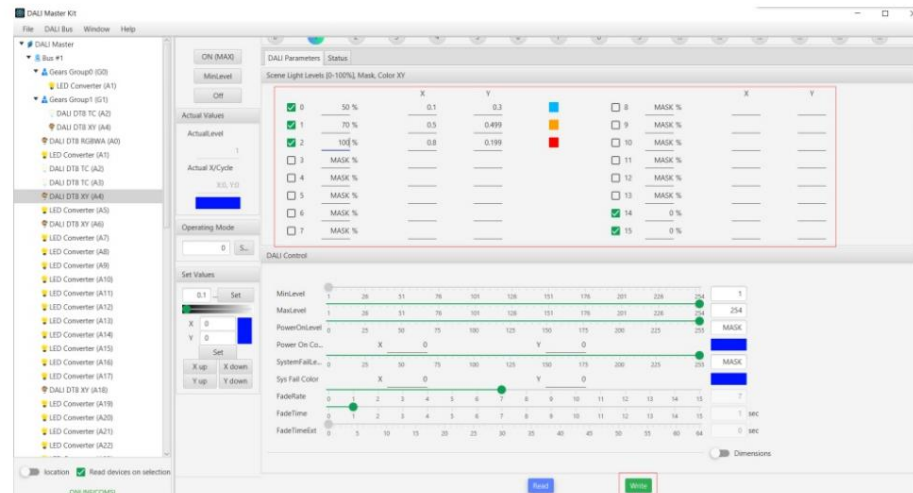 DALI Master Kit
File DALI Bus Window Help
DALI Master
Bus #1
Gears Group0 (G0)
LED Converter (A1)
Gears Group1 (G1)
DALI DT8 TC (A2)
DALI DT8 XY (A4)
DALI DT8 RGBWA (A0)
LED Converter (A1)
DALI DT8 TC (A2)
DALI DT8 TC (A3)
DALI DT8 XY (A4)
LED Converter (A5)
DALI DT8 XY (A6)
LED Converter (A7)
LED Converter (A8)
LED Converter (A9)
LED Converter (A10)
LED Converter (A11)
LED Converter (A12)
LED Converter (A13)
LED Converter (A14)
LED Converter (A15)
LED Converter (A16)
LED Converter (A17)
DALI DT8 XY (A18)
LED Converter (A19)
LED Converter (A20)
LED Converter (A21)
LED Converter (A22)
location Read devices on selection
ON (MAX)
MinLevel
Off
Actual Values
ActualLevel
1
Actual X/Cycle
X:0, Y:0
Operating Mode
0 S...
Set Values
0.1 ... Set
X 0
Y 0
Set
X up X down
Y up Y down
DALI Parameters Status
Scene Light Levels [0-100%], Mask, Color XY
X Y X Y
0 50 % 0.1 0.3 8 MASK %
1 70 % 0.5 0.499 9 MASK %
2 100 % 0.8 0.199 10 MASK %
3 MASK % 11 MASK %
4 MASK % 12 MASK %
5 MASK % 13 MASK %
6 MASK % 14 0 %
7 MASK % 15 0 %
DALI Control
MinLevel 1 26 51 76 101 126 151 176 201 226 254 1
MaxLevel 1 26 51 76 101 126 151 176 201 226 254 254
PowerOnLevel 0 25 50 75 100 125 150 175 200 225 255 MASK
Power On Co... X 0 Y 0
SystemFailLe... 0 25 50 75 100 125 150 175 200 225 255 MASK
Sys Fail Color X 0 Y 0
FadeRate 0 1 2 3 4 5 6 7 8 9 10 11 12 13 14 15 7
FadeTime 0 1 2 3 4 5 6 7 8 9 10 11 12 13 14 15 1 sec
FadeTimeExt 0 5 10 15 20 25 30 35 40 45 50 55 60 64 0 sec
Dimensions
Read Write